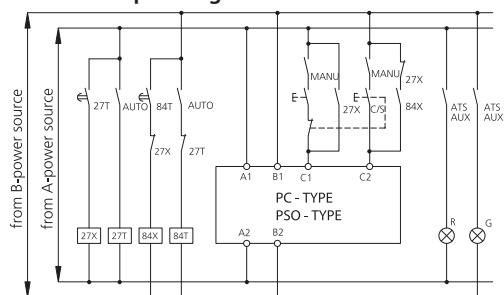 from B-power source
from A-power source
27T
AUTO
84T
AUTO
27X
27T
MANU
E
27X
MANU
E
C/S
27X
84X
ATS
AUX
ATS
AUX
A1
B1
C1
C2
PC - TYPE
PSO - TYPE
A2
B2
27X
27T
84X
84T
R
G